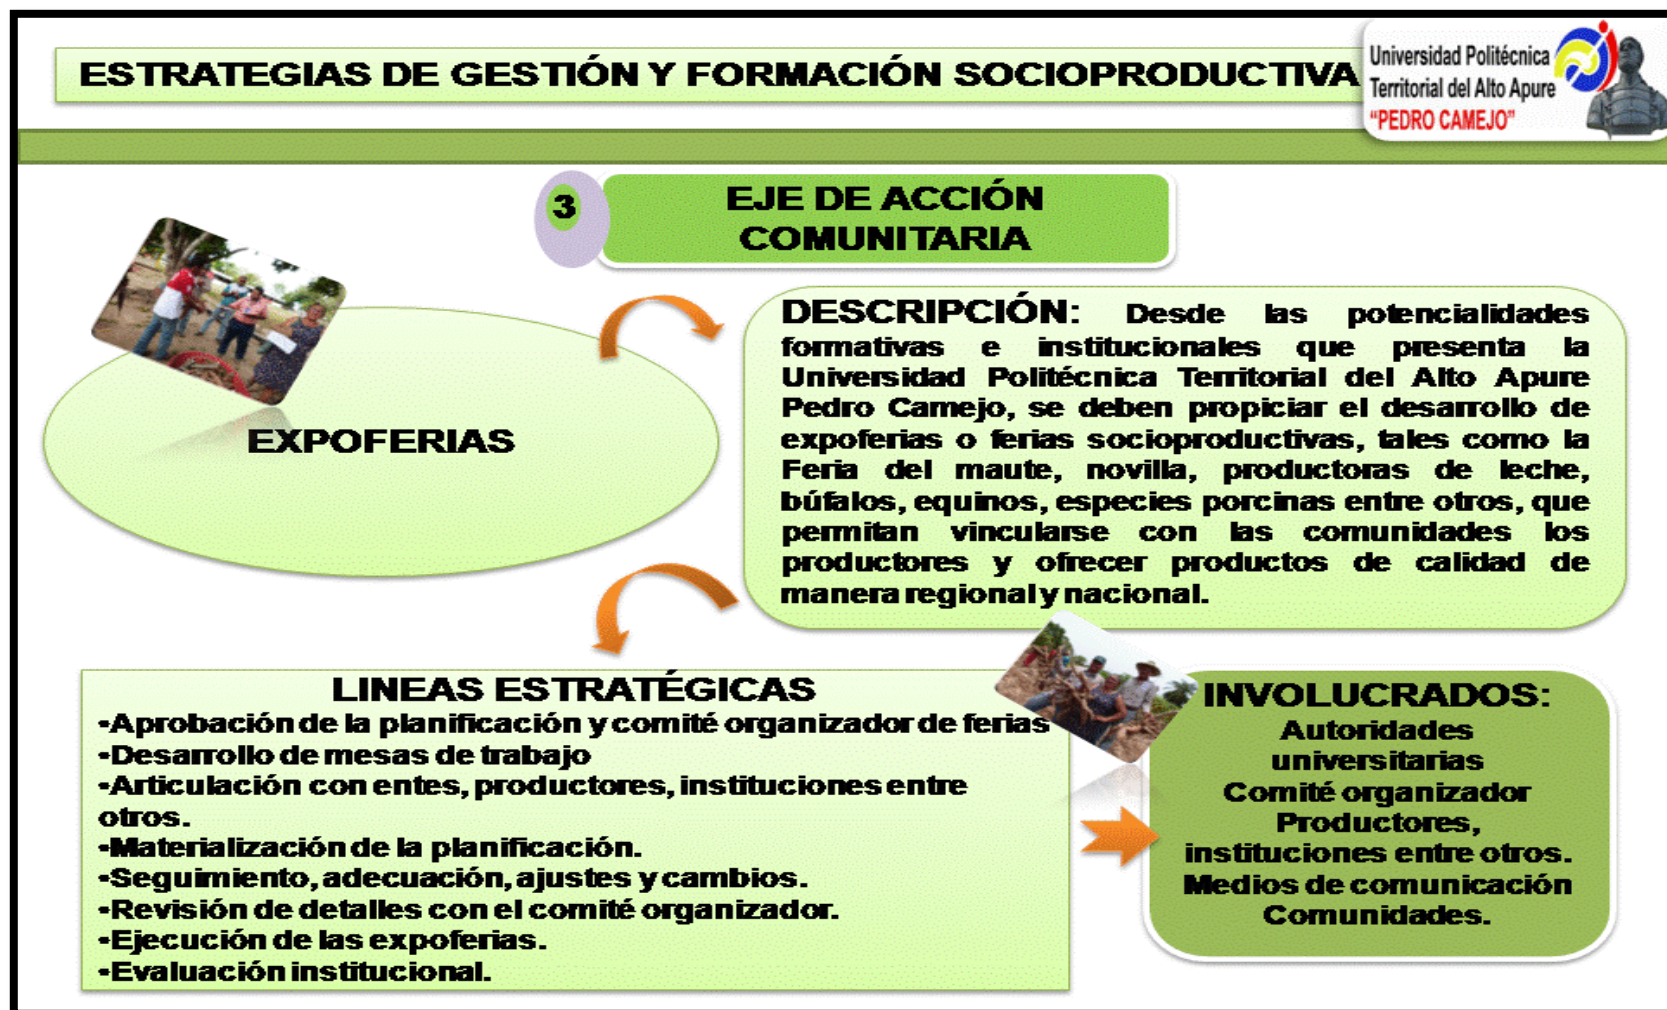 ESTRATEGIAS DE GESTIÓN Y FORMACIÓN SOCIOPRODUCTIVA
Universidad Politécnica
Territorial del Alto Apure
“PEDRO CAMEJO”
3
EJE DE ACCIÓN
COMUNITARIA
EXPOFERIAS
DESCRIPCIÓN: Desde las potencialidades
formativas e institucionales que presenta la
Universidad Politécnica Territorial del Alto Apure
Pedro Camejo, se deben propiciar el desarrollo de
expoferias o ferias socioproductivas, tales como la
Feria del maute, novilla, productoras de leche,
búfalos, equinos, especies porcinas entre otros, que
permitan vincularse con las comunidades los
productores y ofrecer productos de calidad de
manera regional y nacional.
LINEAS ESTRATÉGICAS
•Aprobación de la planificación y comité organizador de ferias
•Desarrollo de mesas de trabajo
•Articulación con entes, productores, instituciones entre
otros.
•Materialización de la planificación.
•Seguimiento, adecuación, ajustes y cambios.
•Revisión de detalles con el comité organizador.
•Ejecución de las expoferias.
•Evaluación institucional.
INVOLUCRADOS:
Autoridades
universitarias
Comité organizador
Productores,
instituciones entre otros.
Medios de comunicación
Comunidades.